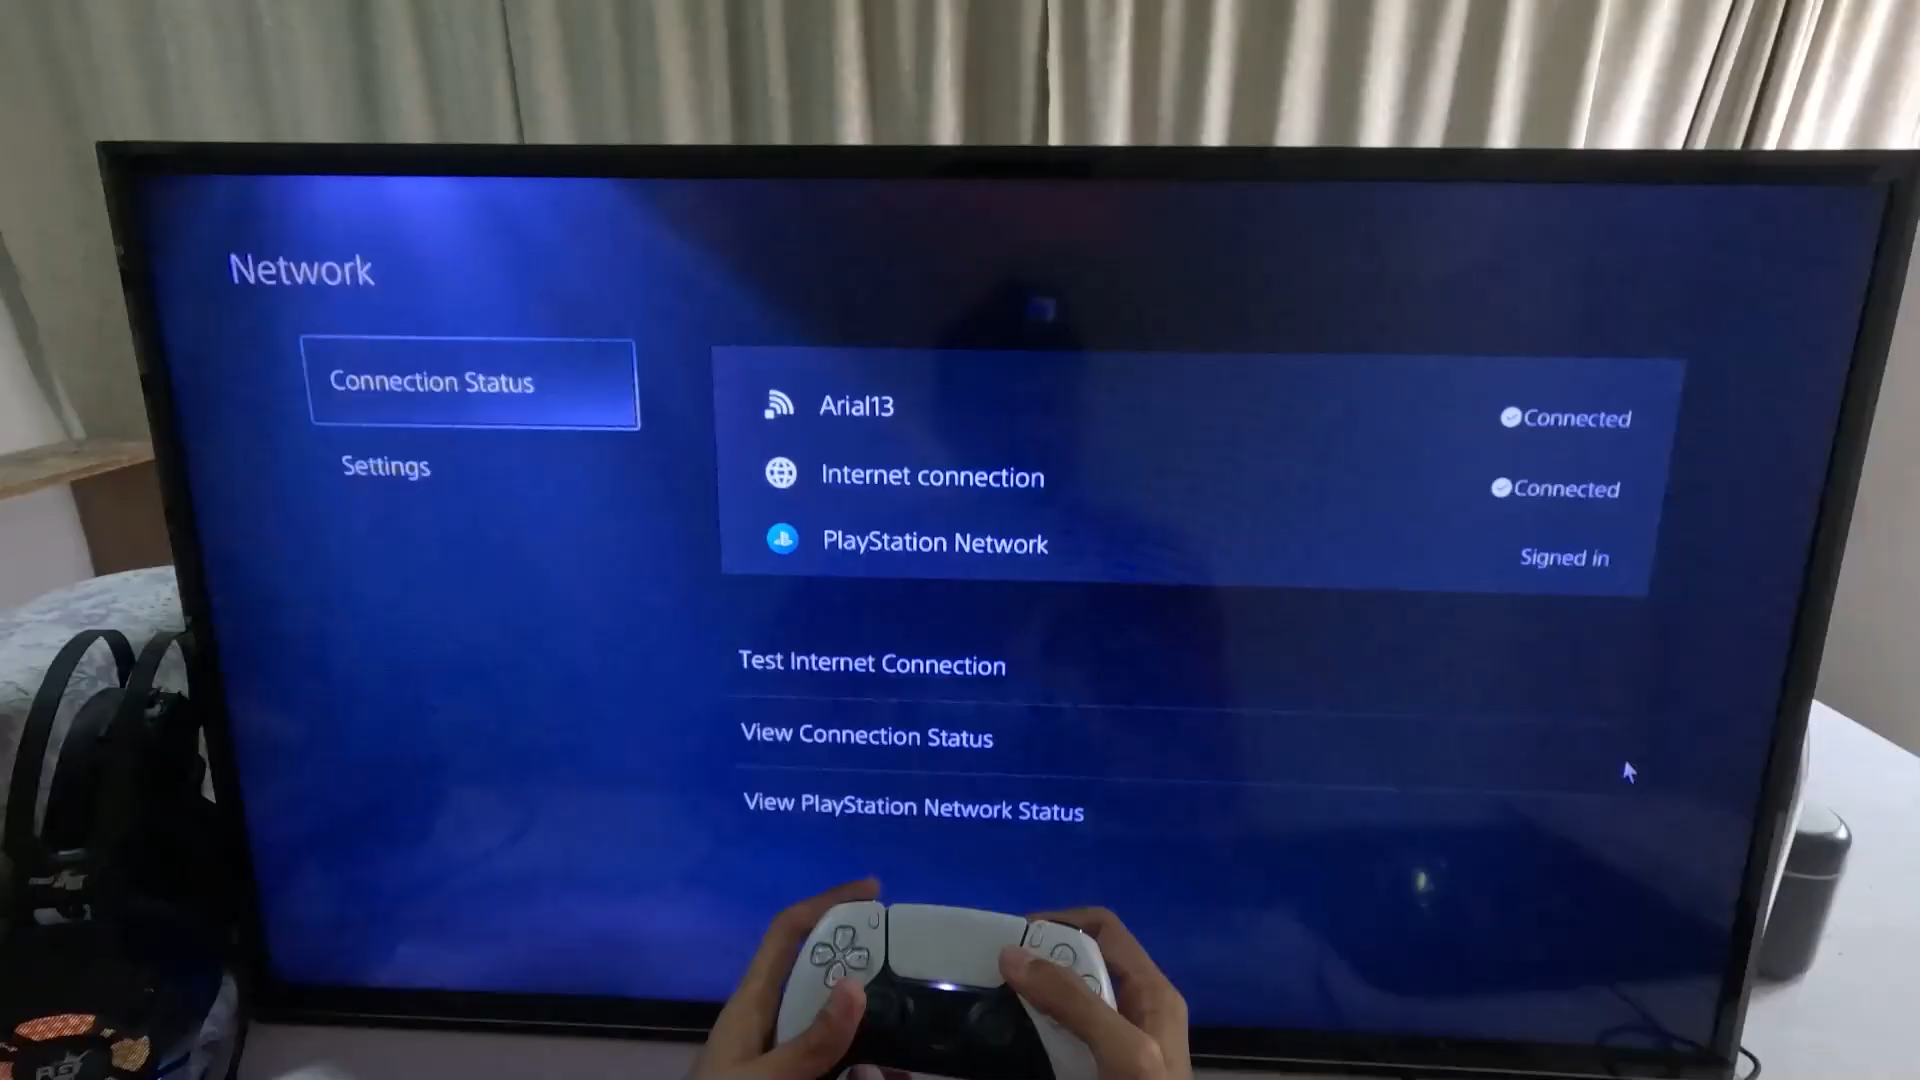 Network
Connection Status
Settings
Arial13
Connected
Internet connection
Connected
PlayStation Network
Signed in
Test Internet Connection
View Connection Status
View PlayStation Network Status